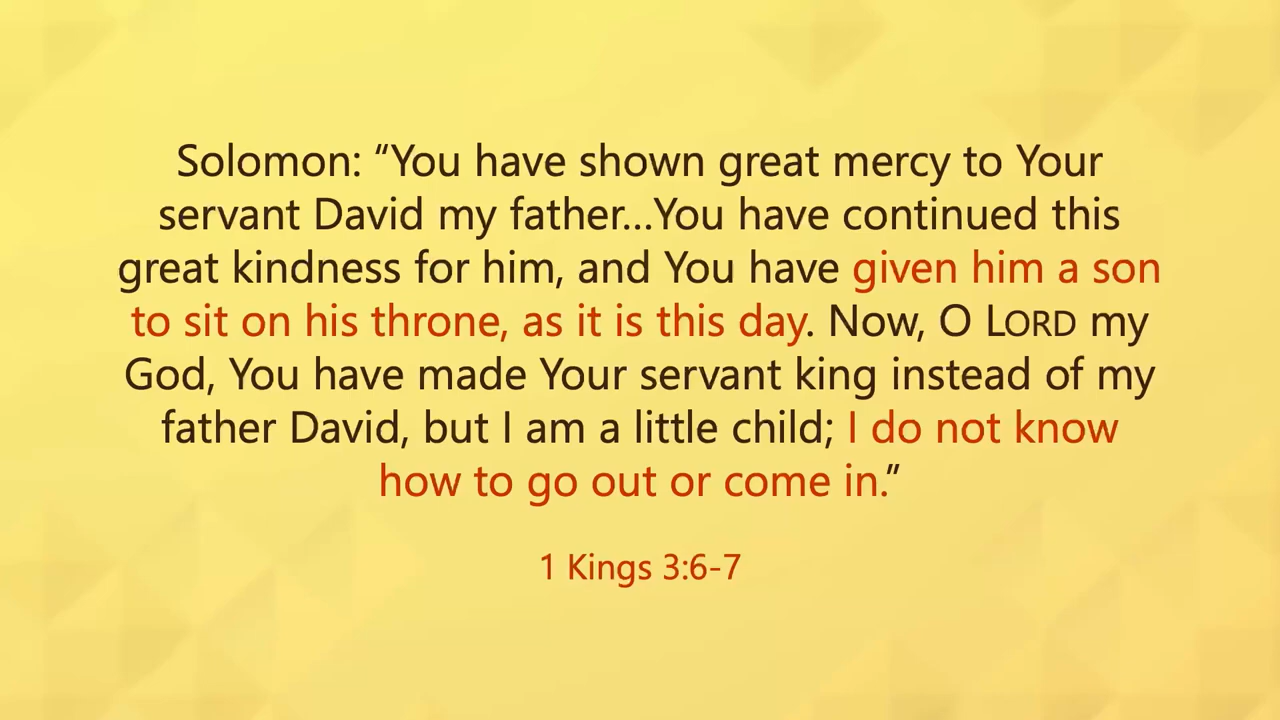 Solomon: “You have shown great mercy to Your
servant David my father...You have continued this
great kindness for him, and You have given him a son
to sit on his throne, as it is this day. Now, O LORD my
God, You have made Your servant king instead of my
father David, but I am a little child; I do not know
how to go out or come in.”
1 Kings 3:6-7